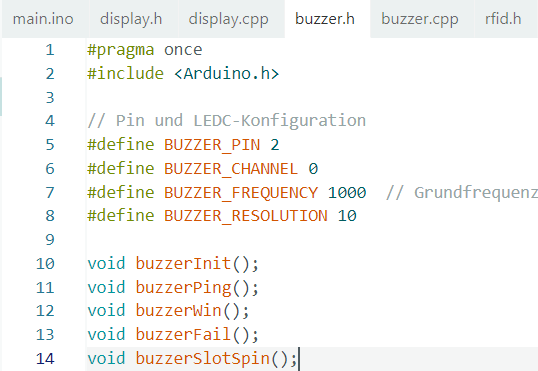 main.ino display.h display.cpp buzzer.h buzzer.cpp rfid.h
1 #pragma once
2 #include <Arduino.h>
3
4 // Pin und LEDC-Konfiguration
5 #define BUZZER_PIN 2
6 #define BUZZER_CHANNEL 0
7 #define BUZZER_FREQUENCY 1000  // Grundfrequenz
8 #define BUZZER_RESOLUTION 10
9
10 void buzzerInit();
11 void buzzerPing();
12 void buzzerWin();
13 void buzzerFail();
14 void buzzerSlotSpin();